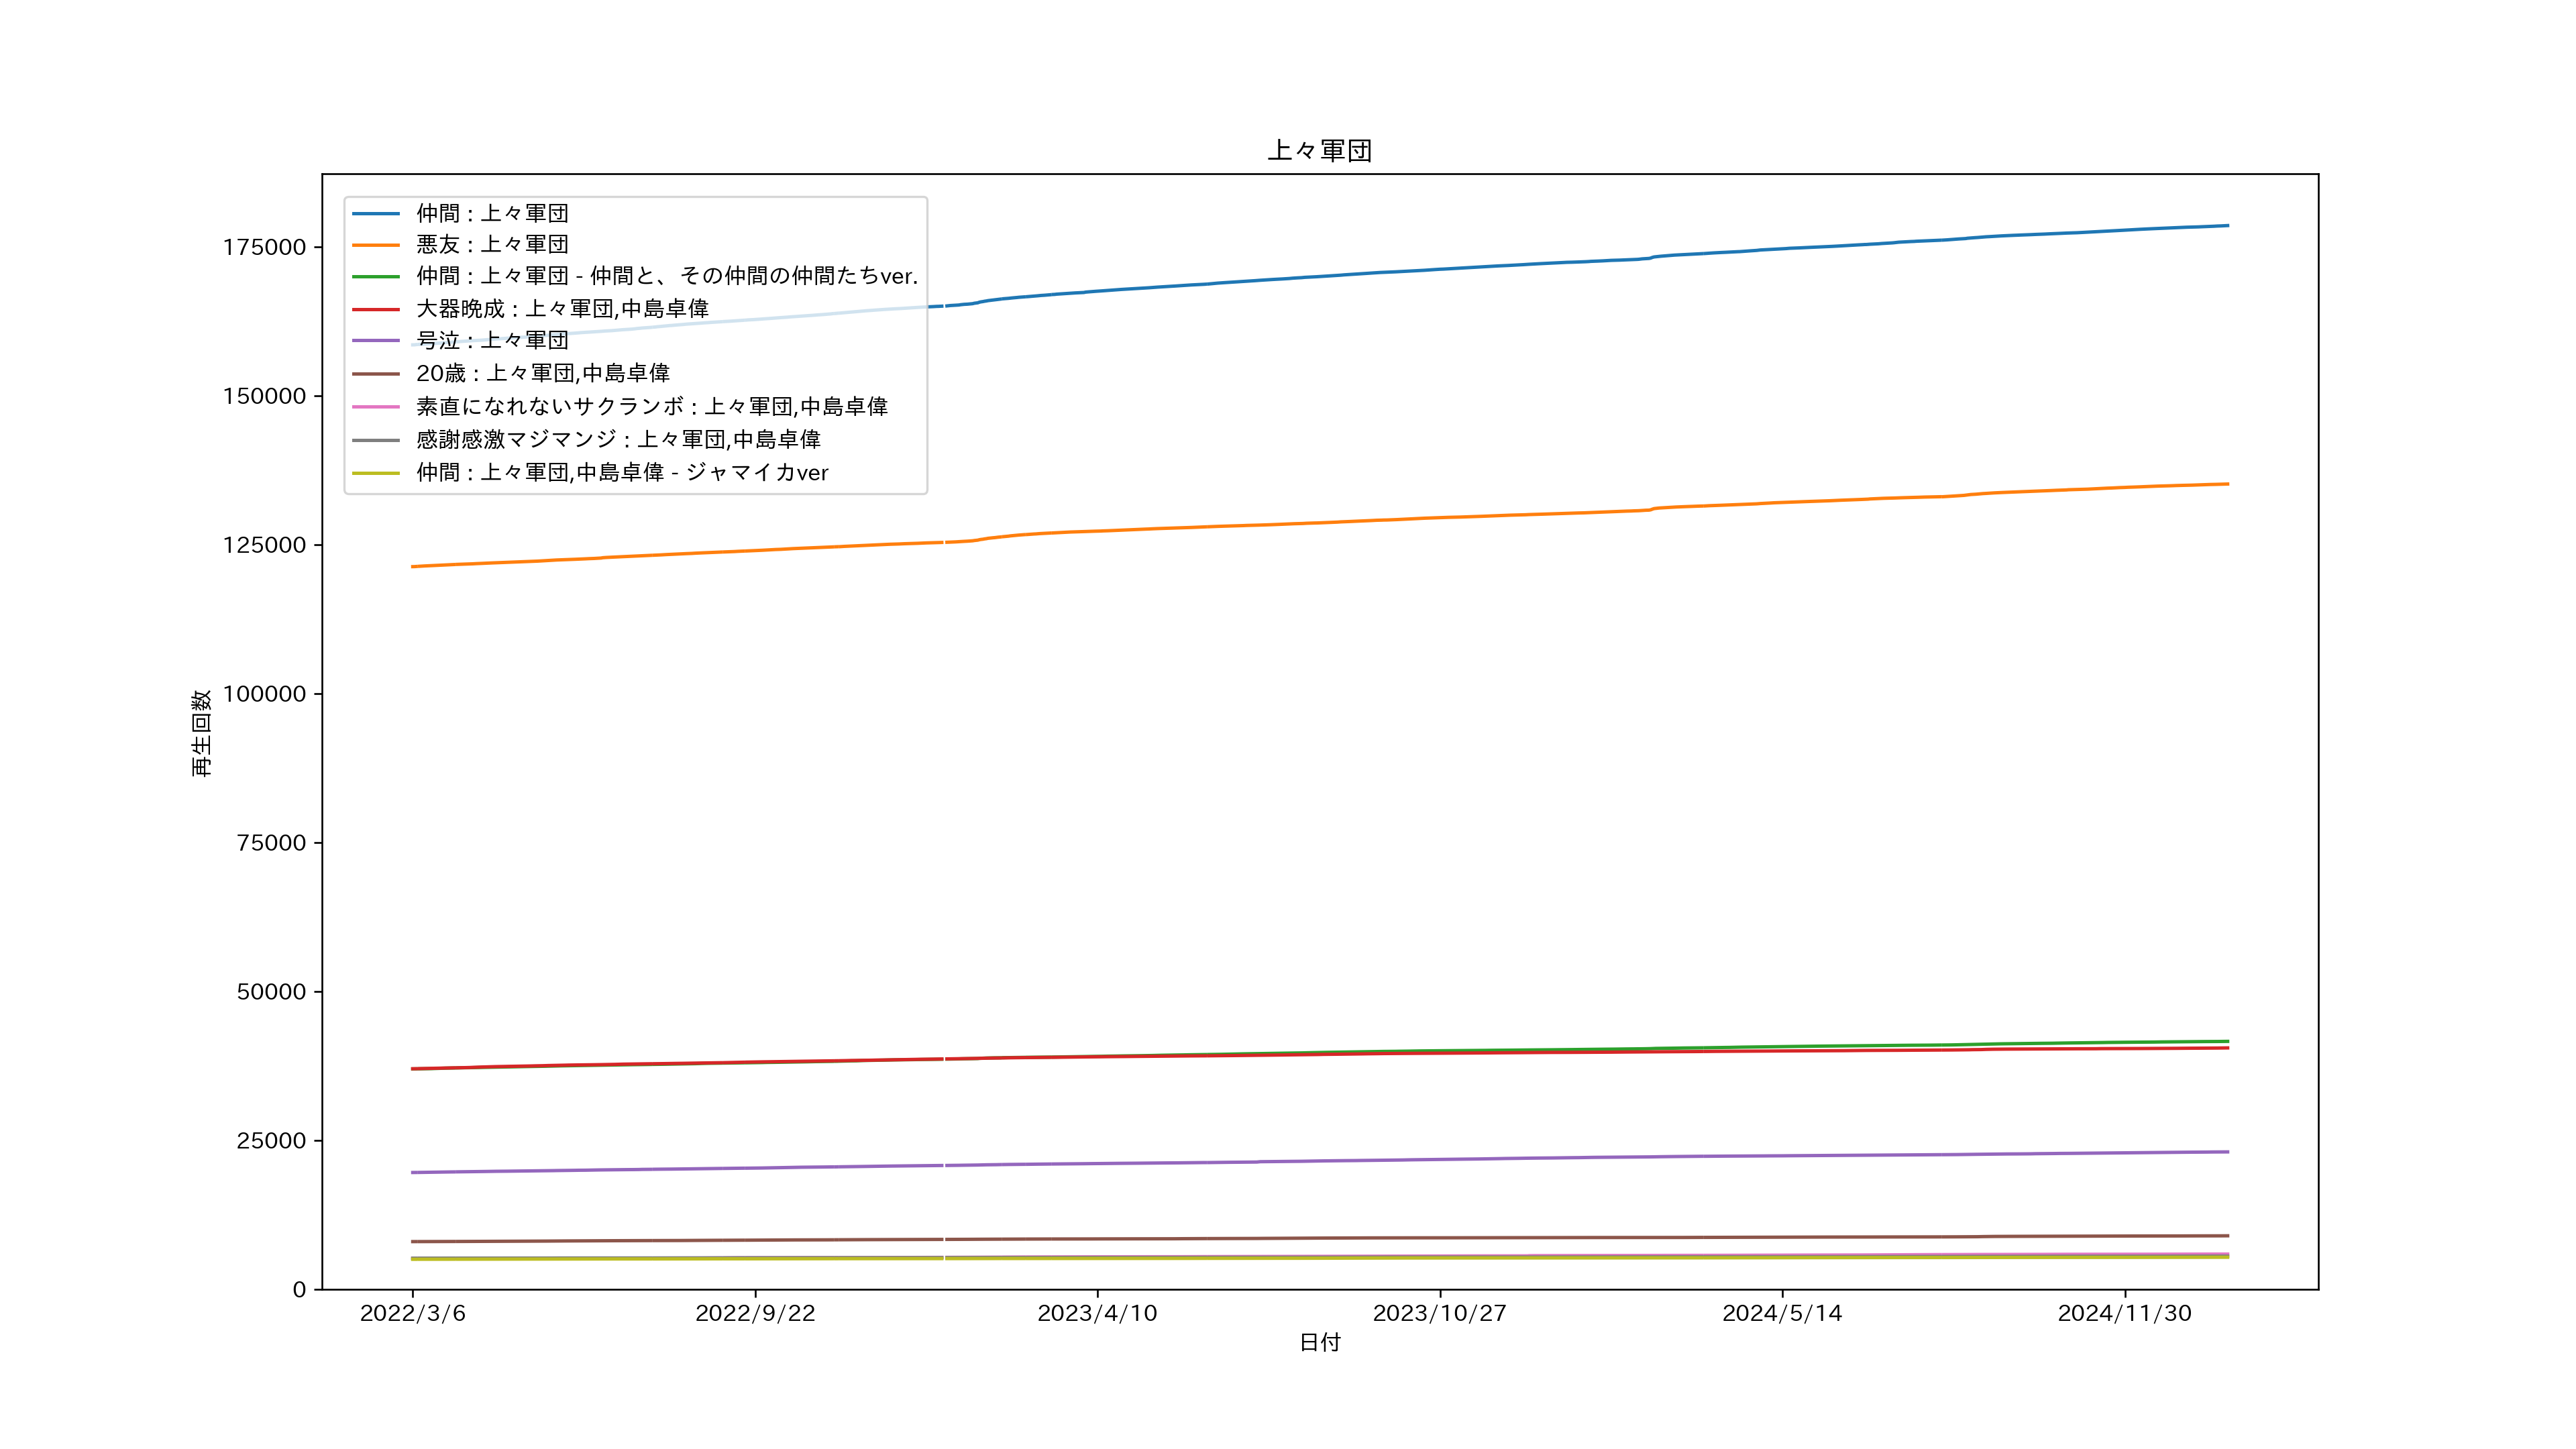 上々軍団
仲間 : 上々軍団
悪友 : 上々軍団
仲間 : 上々軍団 - 仲間と、その仲間の仲間たちver.
大器晩成 : 上々軍団,中島卓偉
号泣 : 上々軍団
20歳 : 上々軍団,中島卓偉
素直になれないサクランボ : 上々軍団,中島卓偉
感謝感激マジマンジ : 上々軍団,中島卓偉
仲間 : 上々軍団,中島卓偉 - ジャマイカver
175000
150000
125000
100000
75000
50000
25000
0
再生回数
2022/3/6
2022/9/22
2023/4/10
2023/10/27
2024/5/14
2024/11/30
日付